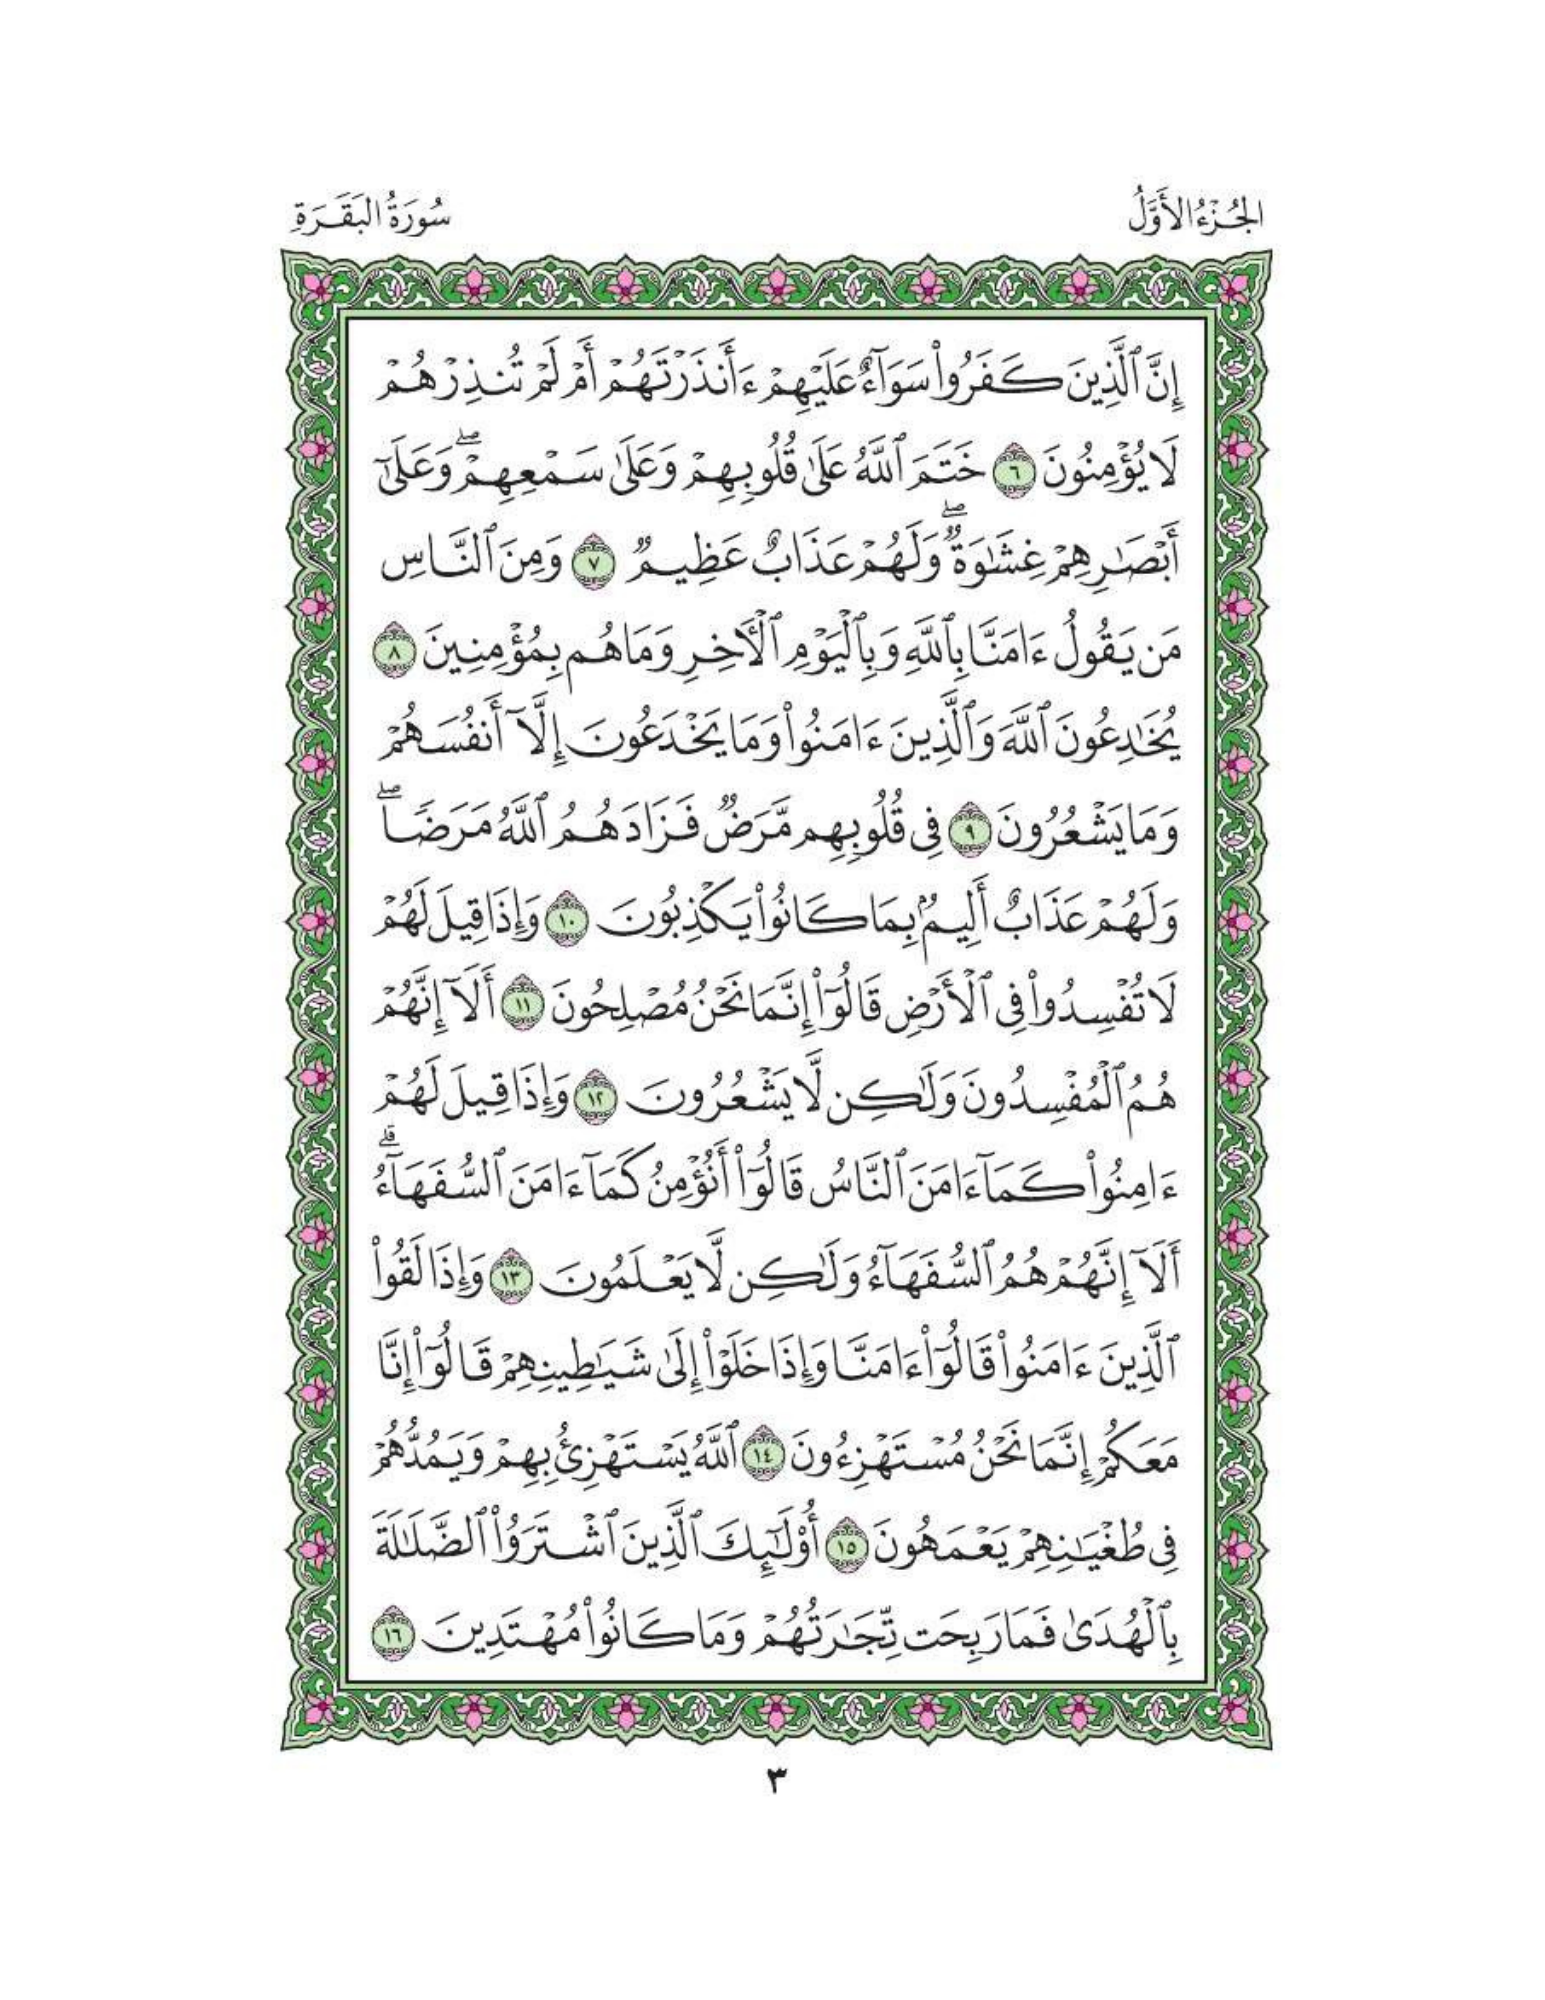 الجُزْءُ الأَوَّلُ
سُورَةُ البَقَرَةِ
إِنَّ ٱلَّذِينَ كَفَرُواْ سَوَآءٌ عَلَيْهِمْ ءَأَنذَرْتَهُمْ أَمْ لَمْ تُنذِرْهُمْ
لَا يُؤْمِنُونَ ٦ خَتَمَ ٱللَّهُ عَلَىٰ قُلُوبِهِمْ وَعَلَىٰ سَمْعِهِمْۖ وَعَلَىٰٓ
أَبْصَٰرِهِمْ غِشَٰوَةٌۖ وَلَهُمْ عَذَابٌ عَظِيمٌ ٧ وَمِنَ ٱلنَّاسِ
مَن يَقُولُ ءَامَنَّا بِٱللَّهِ وَبِٱلْيَوْمِ ٱلْأَخِرِ وَمَا هُم بِمُؤْمِنِينَ ٨
يُخَٰدِعُونَ ٱللَّهَ وَٱلَّذِينَ ءَامَنُواْ وَمَا يَخْدَعُونَ إِلَّآ أَنفُسَهُمْ
وَمَا يَشْعُرُونَ ٩ فِى قُلُوبِهِم مَّرَضٌ فَزَادَهُمُ ٱللَّهُ مَرَضًاۖ
وَلَهُمْ عَذَابٌ أَلِيمٌۢ بِمَا كَانُواْ يَكْذِبُونَ ١٠ وَإِذَا قِيلَ لَهُمْ
لَا تُفْسِدُواْ فِى ٱلْأَرْضِ قَالُوٓاْ إِنَّمَا نَحْنُ مُصْلِحُونَ ١١ أَلَآ إِنَّهُمْ
هُمُ ٱلْمُفْسِدُونَ وَلَٰكِن لَّا يَشْعُرُونَ ١٢ وَإِذَا قِيلَ لَهُمْ
ءَامِنُواْ كَمَآ ءَامَنَ ٱلنَّاسُ قَالُوٓاْ أَنُؤْمِنُ كَمَآ ءَامَنَ ٱلسُّفَهَآءُۗ
أَلَآ إِنَّهُمْ هُمُ ٱلسُّفَهَآءُ وَلَٰكِن لَّا يَعْلَمُونَ ١٣ وَإِذَا لَقُواْ
ٱلَّذِينَ ءَامَنُواْ قَالُوٓاْ ءَامَنَّا وَإِذَا خَلَوْاْ إِلَىٰ شَيَٰطِينِهِمْ قَالُوٓاْ إِنَّا
مَعَكُمْ إِنَّمَا نَحْنُ مُسْتَهْزِءُونَ ١٤ ٱللَّهُ يَسْتَهْزِئُ بِهِمْ وَيَمُدُّهُمْ
فِى طُغْيَٰنِهِمْ يَعْمَهُونَ ١٥ أُوْلَٰٓئِكَ ٱلَّذِينَ ٱشْتَرَوُاْ ٱلضَّلَٰلَةَ
بِٱلْهُدَىٰ فَمَا رَبِحَت تِّجَٰرَتُهُمْ وَمَا كَانُواْ مُهْتَدِينَ ١٦
٣